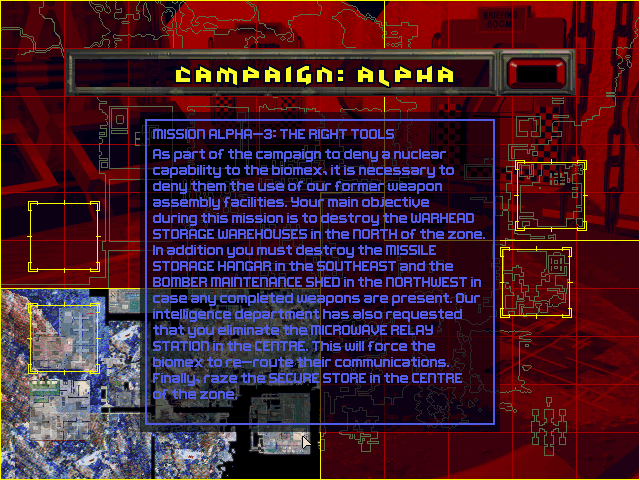 BRIEFING
ROOM
CAMPAIGN: ALPHA
MISSION ALPHA-3: THE RIGHT TOOLS
As part of the campaign to deny a nuclear
capability to the biomex, it is necessary to
deny them the use of our former weapon
assembly facilities. Your main objective
during this mission is to destroy the WARHEAD
STORAGE WAREHOUSES in the NORTH of the zone.
In addition you must destroy the MISSILE
STORAGE HANGAR in the SOUTHEAST and the
BOMBER MAINTENANCE SHED in the NORTHWEST in
case any completed weapons are present. Our
intelligence department has also requested
that you eliminate the MICROWAVE RELAY
STATION in the CENTRE. This will force the
biomex to re-route their communications.
Finally, raze the SECURE STORE in the CENTRE
of the zone.